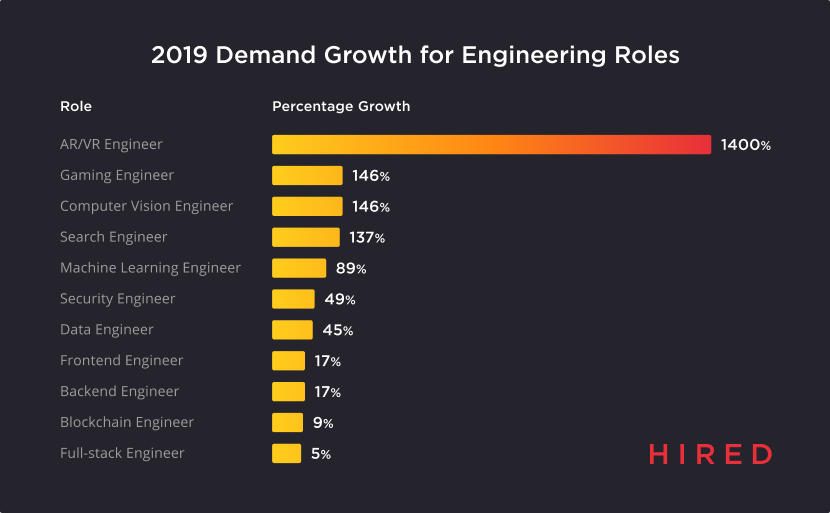 2019 Demand Growth for Engineering Roles
Role Percentage Growth
AR/VR Engineer 1400%
Gaming Engineer 146%
Computer Vision Engineer 146%
Search Engineer 137%
Machine Learning Engineer 89%
Security Engineer 49%
Data Engineer 45%
Frontend Engineer 17%
Backend Engineer 17%
Blockchain Engineer 9%
Full-stack Engineer 5%
HIRED